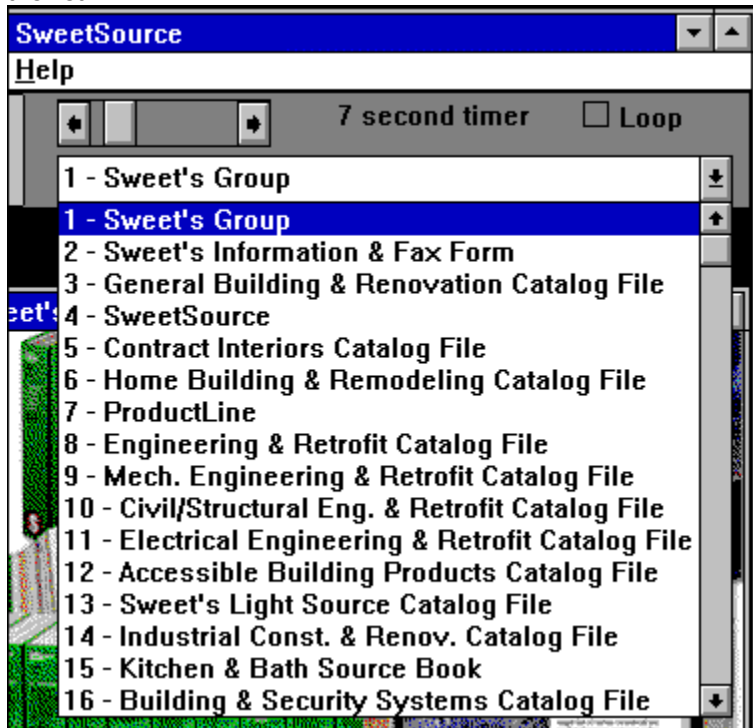 SweetSource
Help
7 second timer
Loop
1 - Sweet's Group
1 - Sweet's Group
2 - Sweet's Information & Fax Form
3 - General Building & Renovation Catalog File
eet's
4 - SweetSource
5 - Contract Interiors Catalog File
6 - Home Building & Remodeling Catalog File
7 - ProductLine
8 - Engineering & Retrofit Catalog File
9 - Mech. Engineering & Retrofit Catalog File
10 - Civil/Structural Eng. & Retrofit Catalog File
11 - Electrical Engineering & Retrofit Catalog File
12 - Accessible Building Products Catalog File
13 - Sweet's Light Source Catalog File
14 - Industrial Const. & Renov. Catalog File
15 - Kitchen & Bath Source Book
16 - Building & Security Systems Catalog File